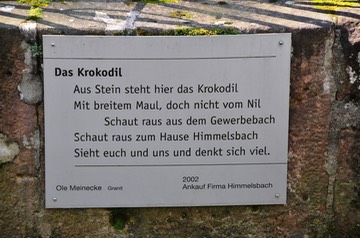 Das Krokodil
Aus Stein steht hier das Krokodil
Mit breitem Maul, doch nicht vom Nil
Schaut raus aus dem Gewerbebach
Schaut raus zum Hause Himmelsbach
Sieht euch und uns und denkt sich viel.
Ole Meinecke Granit
2002
Ankauf Firma Himmelsbach